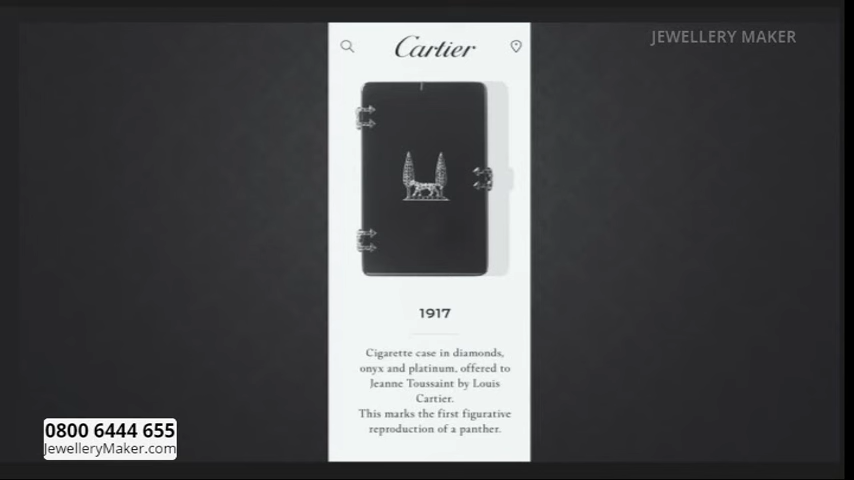 JEWELLERY MAKER
Cartier
1917
Cigarette case in diamonds,
onyx and platinum, offered to
Jeanne Toussaint by Louis
Cartier.
This marks the first figurative
reproduction of a panther.
0800 6444 655
JewelleryMaker.com